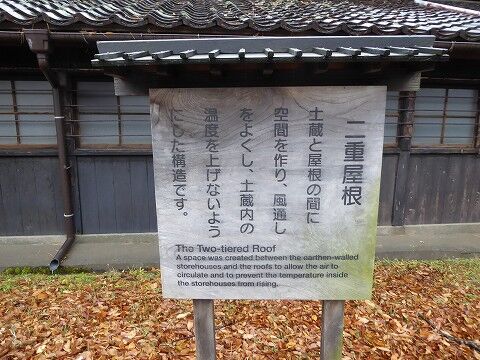 二重屋根
土蔵と屋根の間に
空間を作り、風通し
をよくし、土蔵内の
温度を上げないよう
にした構造です。
The Two-tiered Roof
A space was created between the earthen-walled
storehouses and the roofs to allow the air to
circulate and to prevent the temperature inside
the storehouses from rising.